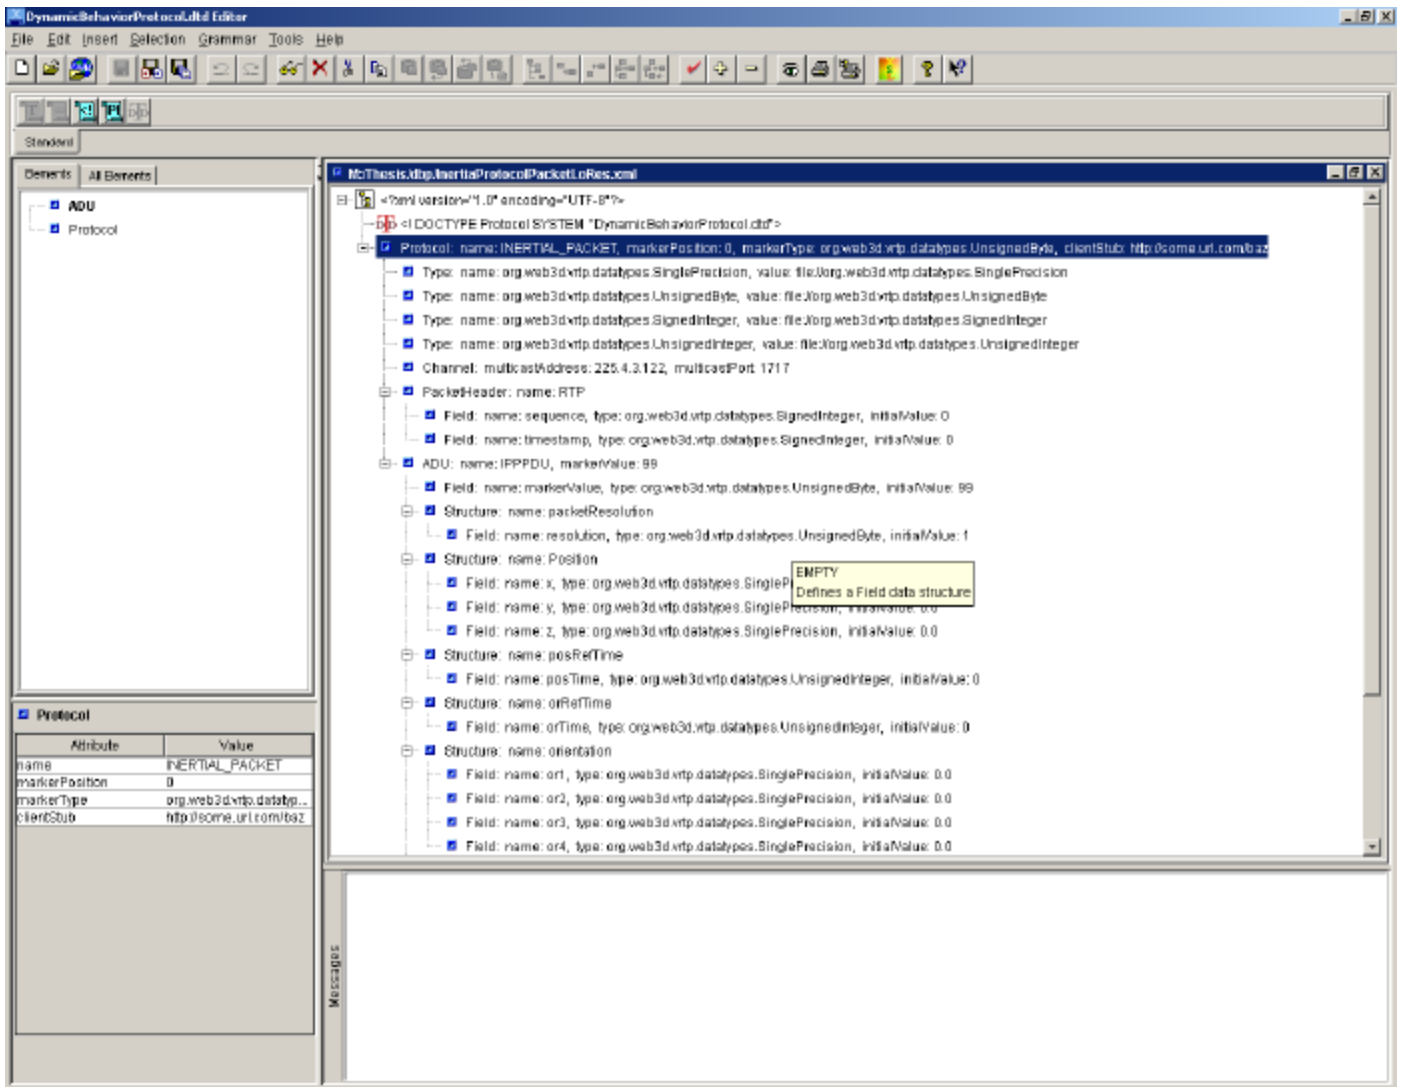 DynamicBehaviorProtocol.dtd Editor
File Edit Insert Selection Grammar Tools Help
Standard
Elements All Elements
ADU
Protocol
Protocol
Attribute Value
name INERTIAL_PACKET
markerPosition 0
markerType org.web3d.vrtp.datatyp...
clientStub http://some.url.com/baz
M:\Thesis\dbp\InertiaProtocolPacketLoRes.xml
<?xml version="1.0" encoding="UTF-8"?>
<!DOCTYPE Protocol SYSTEM "DynamicBehaviorProtocol.dtd">
Protocol: name: INERTIAL_PACKET, markerPosition: 0, markerType: org.web3d.vrtp.datatypes.UnsignedByte, clientStub: http://some.url.com/baz
Type: name: org.web3d.vrtp.datatypes.SinglePrecision, value: file://org.web3d.vrtp.datatypes.SinglePrecision
Type: name: org.web3d.vrtp.datatypes.UnsignedByte, value: file://org.web3d.vrtp.datatypes.UnsignedByte
Type: name: org.web3d.vrtp.datatypes.SignedInteger, value: file://org.web3d.vrtp.datatypes.SignedInteger
Type: name: org.web3d.vrtp.datatypes.UnsignedInteger, value: file://org.web3d.vrtp.datatypes.UnsignedInteger
Channel: multicastAddress: 225.4.3.122, multicastPort: 1717
PacketHeader: name: RTP
Field: name: sequence, type: org.web3d.vrtp.datatypes.SignedInteger, initialValue: 0
Field: name: timestamp, type: org.web3d.vrtp.datatypes.SignedInteger, initialValue: 0
ADU: name: IPPPDU, markerValue: 99
Field: name: markerValue, type: org.web3d.vrtp.datatypes.UnsignedByte, initialValue: 99
Structure: name: packetResolution
Field: name: resolution, type: org.web3d.vrtp.datatypes.UnsignedByte, initialValue: 1
Structure: name: Position
EMPTY
Field: name: x, type: org.web3d.vrtp.datatypes.SingleP
Defines a Field data structure
Field: name: y, type: org.web3d.vrtp.datatypes.SinglePrecision, initialValue: 0.0
Field: name: z, type: org.web3d.vrtp.datatypes.SinglePrecision, initialValue: 0.0
Structure: name: posRefTime
Field: name: posTime, type: org.web3d.vrtp.datatypes.UnsignedInteger, initialValue: 0
Structure: name: orRefTime
Field: name: orTime, type: org.web3d.vrtp.datatypes.UnsignedInteger, initialValue: 0
Structure: name: orientation
Field: name: or1, type: org.web3d.vrtp.datatypes.SinglePrecision, initialValue: 0.0
Field: name: or2, type: org.web3d.vrtp.datatypes.SinglePrecision, initialValue: 0.0
Field: name: or3, type: org.web3d.vrtp.datatypes.SinglePrecision, initialValue: 0.0
Field: name: or4, type: org.web3d.vrtp.datatypes.SinglePrecision, initialValue: 0.0
Messages